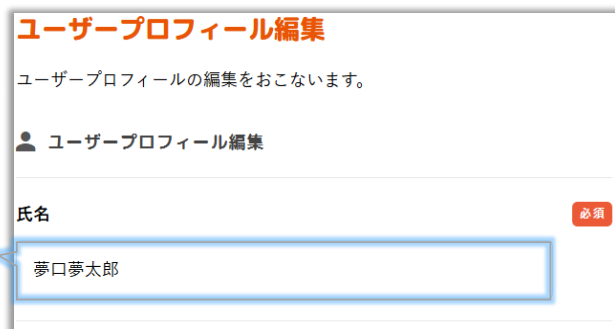 ユーザープロフィール編集
ユーザープロフィールの編集をおこないます。
ユーザープロフィール編集
氏名
必須
夢口夢太郎